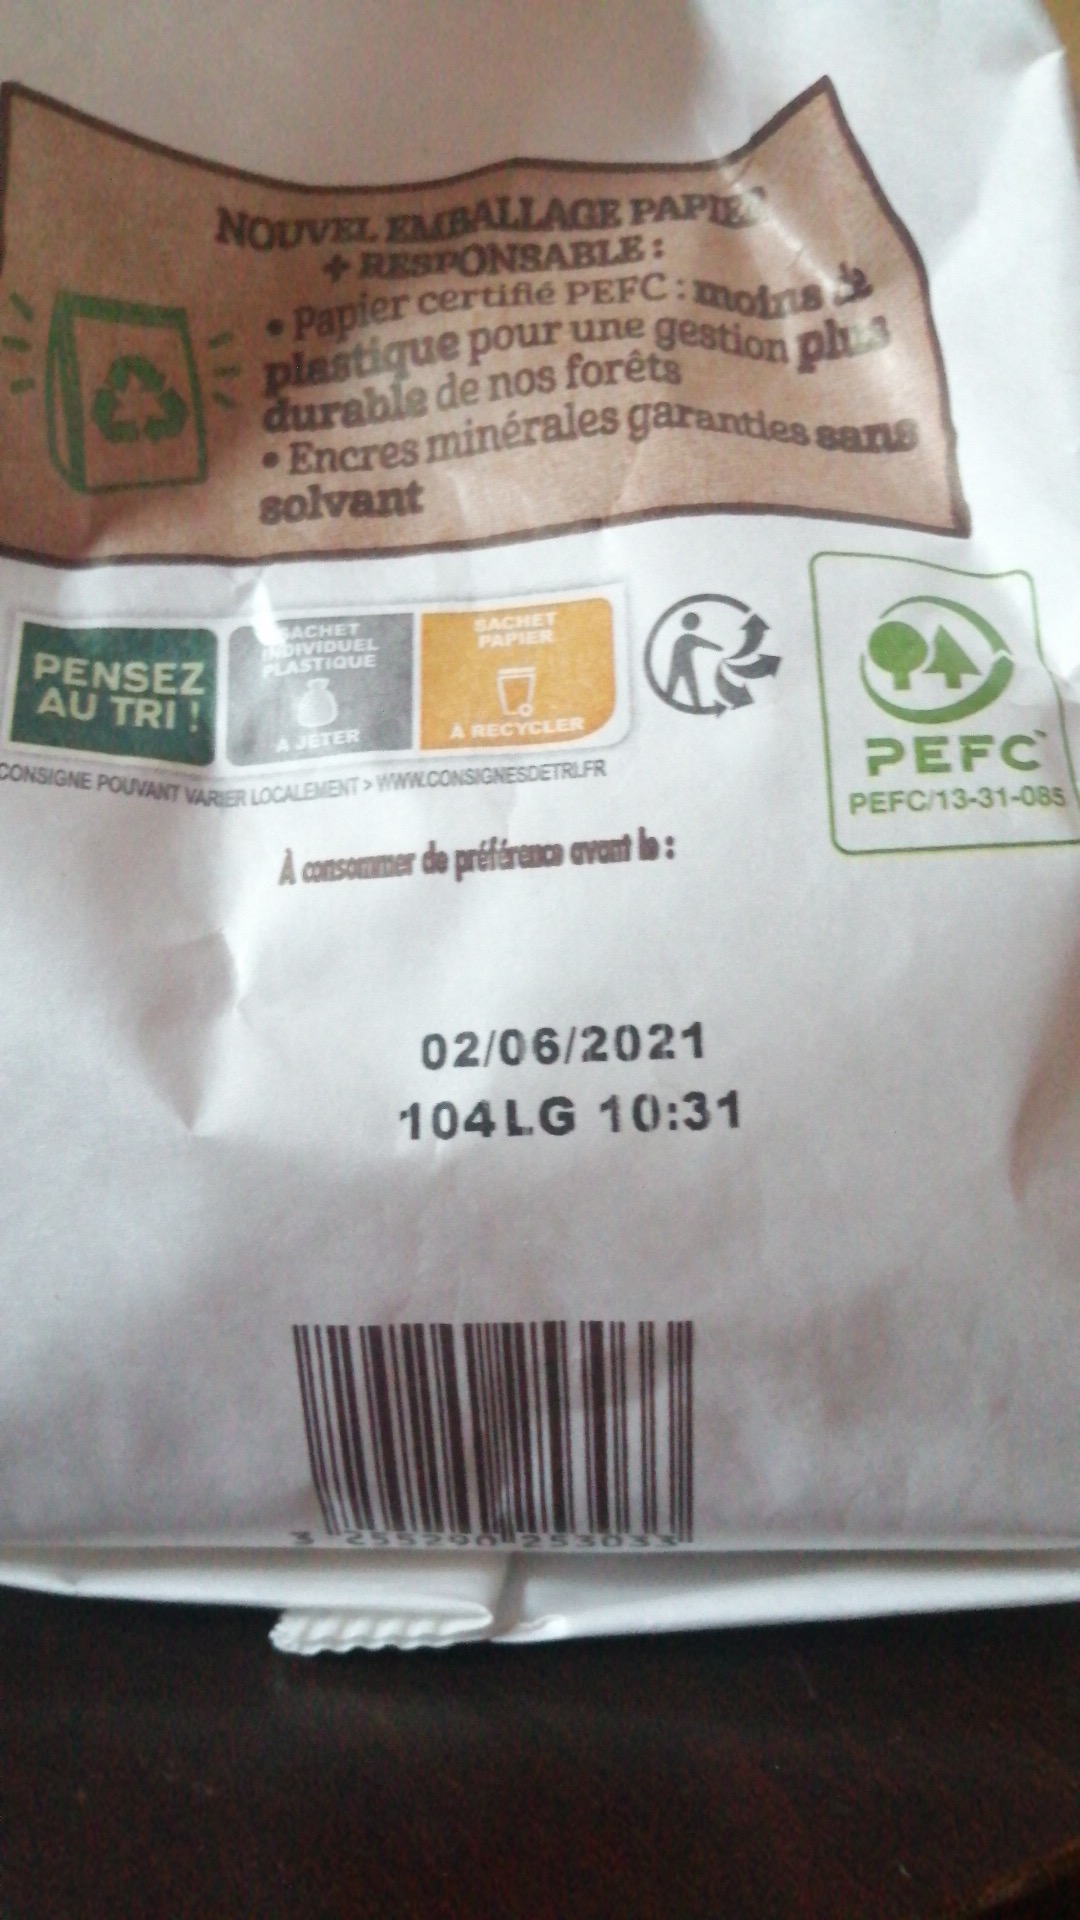 NOUVEL EMBALLAGE PAPIER
+ RESPONSABLE :
• Papier certifié PEFC : moins de
plastique pour une gestion plus
durable de nos forêts
• Encres minérales garanties sans
solvant
PENSEZ
AU TRI !
SACHET
INDIVIDUEL
PLASTIQUE
À JETER
SACHET
PAPIER
À RECYCLER
CONSIGNE POUVANT VARIER LOCALEMENT > WWW.CONSIGNESDETRI.FR
PEFC
PEFC/13-31-085
À consommer de préférence avant le :
02/06/2021
104LG 10:31
3 255290 253033